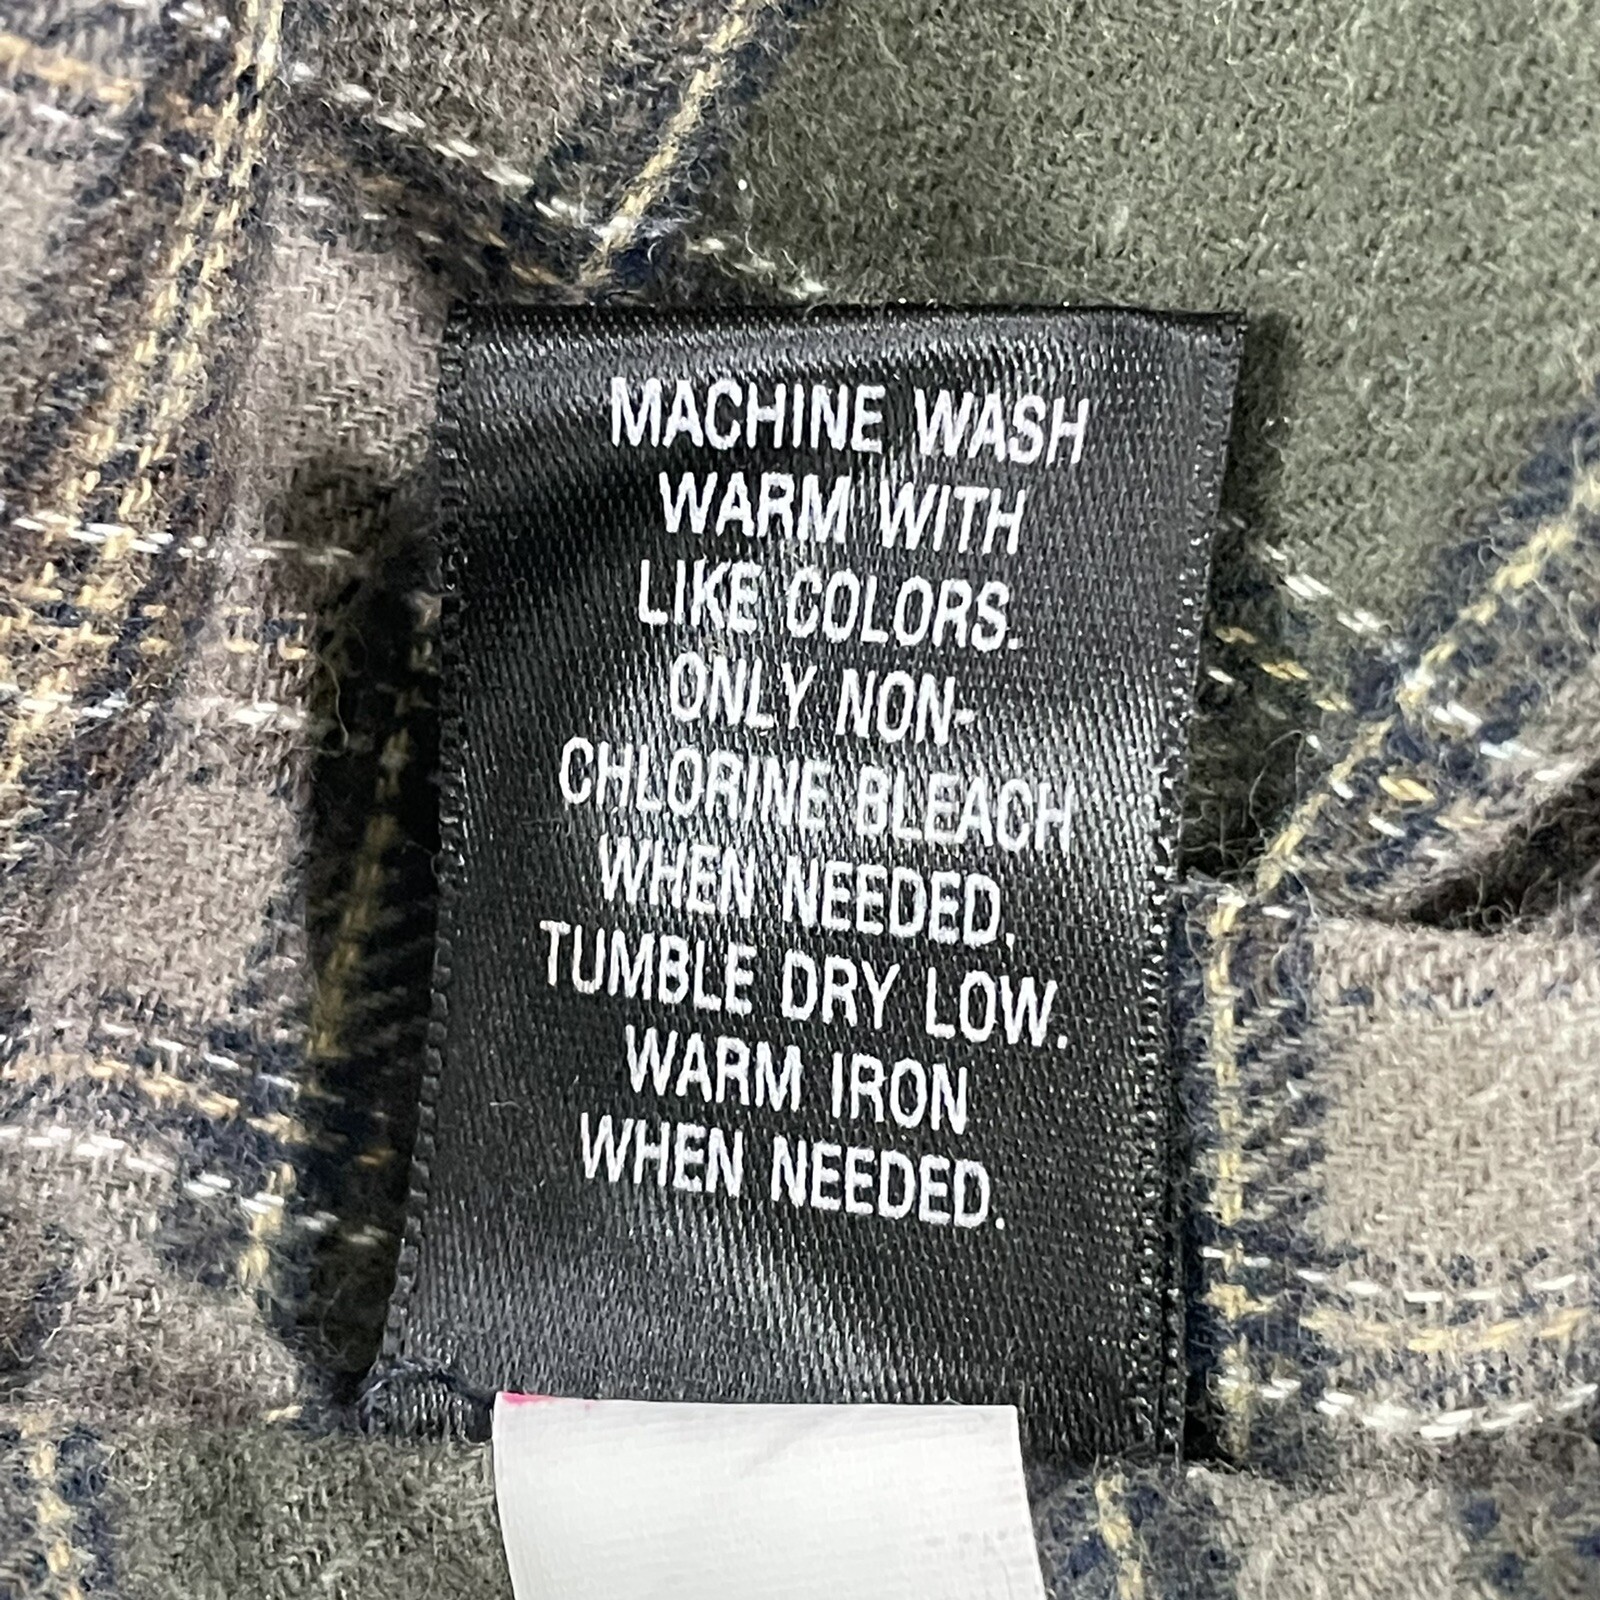 MACHINE WASH
WARM WITH
LIKE COLORS.
ONLY NON-
CHLORINE BLEACH
WHEN NEEDED.
TUMBLE DRY LOW.
WARM IRON
WHEN NEEDED.